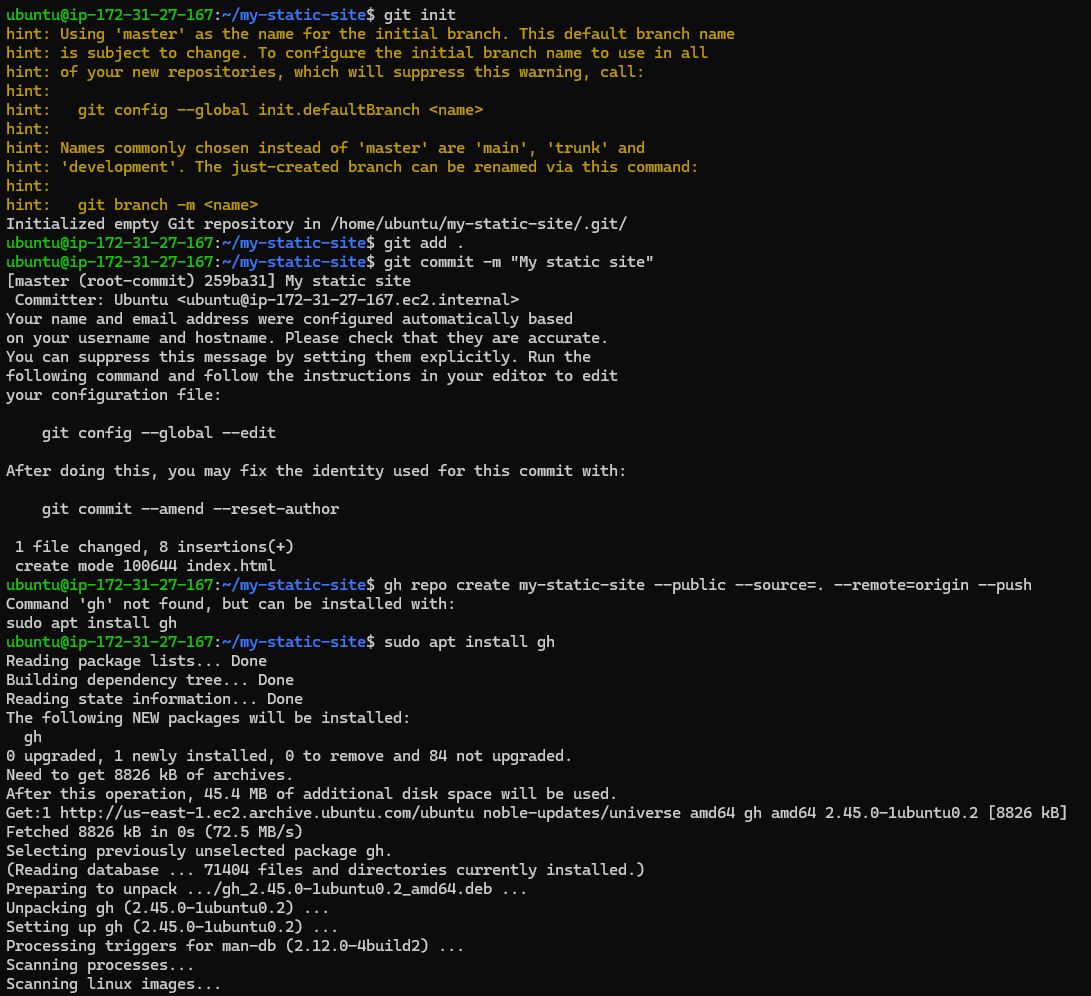 ubuntu@ip-172-31-27-167:~/my-static-site$ git init
hint: Using 'master' as the name for the initial branch. This default branch name
hint: is subject to change. To configure the initial branch name to use in all
hint: of your new repositories, which will suppress this warning, call:
hint:
hint:   git config --global init.defaultBranch <name>
hint:
hint: Names commonly chosen instead of 'master' are 'main', 'trunk' and
hint: 'development'. The just-created branch can be renamed via this command:
hint:
hint:   git branch -m <name>
Initialized empty Git repository in /home/ubuntu/my-static-site/.git/
ubuntu@ip-172-31-27-167:~/my-static-site$ git add .
ubuntu@ip-172-31-27-167:~/my-static-site$ git commit -m "My static site"
[master (root-commit) 259ba31] My static site
 Committer: Ubuntu <ubuntu@ip-172-31-27-167.ec2.internal>
Your name and email address were configured automatically based
on your username and hostname. Please check that they are accurate.
You can suppress this message by setting them explicitly. Run the
following command and follow the instructions in your editor to edit
your configuration file:

    git config --global --edit

After doing this, you may fix the identity used for this commit with:

    git commit --amend --reset-author

 1 file changed, 8 insertions(+)
 create mode 100644 index.html
ubuntu@ip-172-31-27-167:~/my-static-site$ gh repo create my-static-site --public --source=. --remote=origin --push
Command 'gh' not found, but can be installed with:
sudo apt install gh
ubuntu@ip-172-31-27-167:~/my-static-site$ sudo apt install gh
Reading package lists... Done
Building dependency tree... Done
Reading state information... Done
The following NEW packages will be installed:
  gh
0 upgraded, 1 newly installed, 0 to remove and 84 not upgraded.
Need to get 8826 kB of archives.
After this operation, 45.4 MB of additional disk space will be used.
Get:1 http://us-east-1.ec2.archive.ubuntu.com/ubuntu noble-updates/universe amd64 gh amd64 2.45.0-1ubuntu0.2 [8826 kB]
Fetched 8826 kB in 0s (72.5 MB/s)
Selecting previously unselected package gh.
(Reading database ... 71404 files and directories currently installed.)
Preparing to unpack .../gh_2.45.0-1ubuntu0.2_amd64.deb ...
Unpacking gh (2.45.0-1ubuntu0.2) ...
Setting up gh (2.45.0-1ubuntu0.2) ...
Processing triggers for man-db (2.12.0-4build2) ...
Scanning processes...
Scanning linux images...